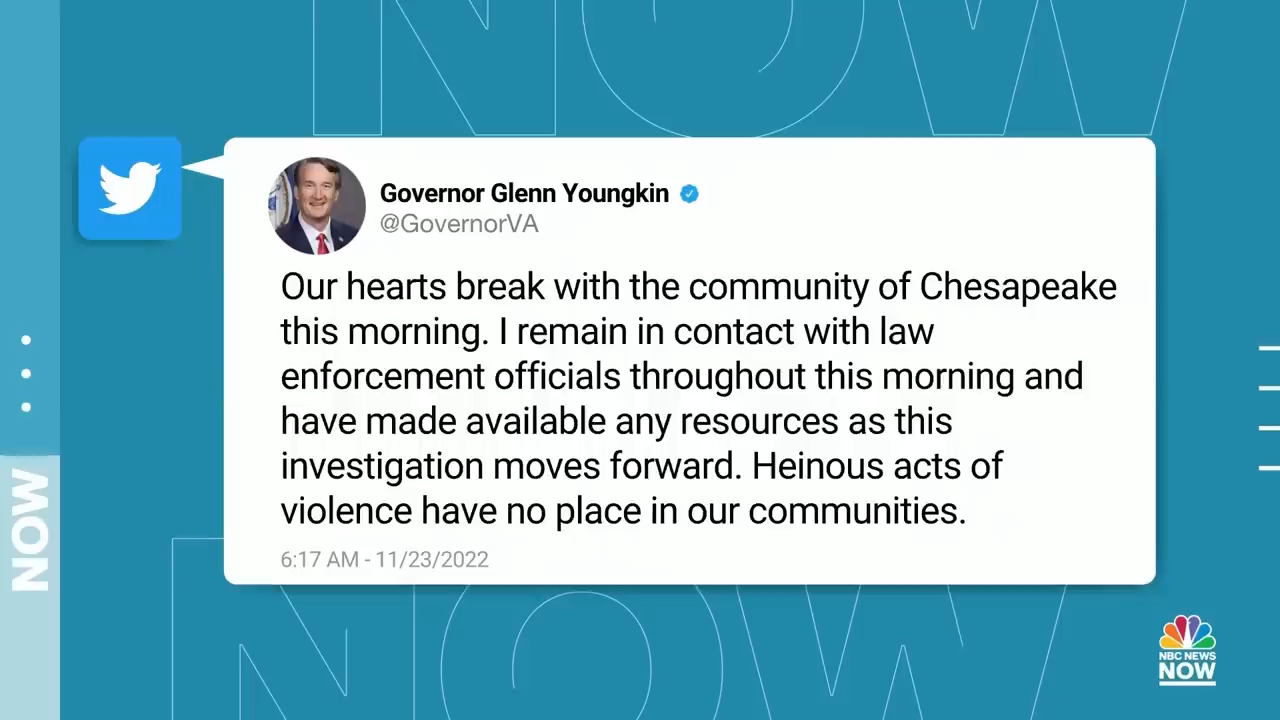 NOW
Governor Glenn Youngkin
@GovernorVA
Our hearts break with the community of Chesapeake
this morning. I remain in contact with law
enforcement officials throughout this morning and
have made available any resources as this
investigation moves forward. Heinous acts of
violence have no place in our communities.
6:17 AM - 11/23/2022
NOW
NOW
NBC NEWS
NOW